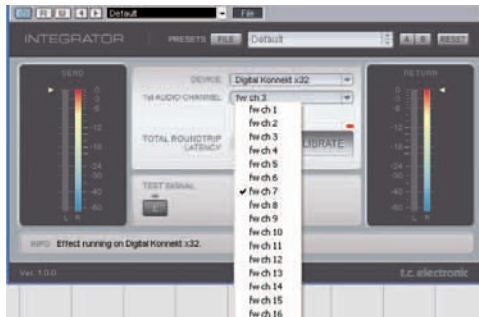 R U Default File
INTEGRATOR PRESETS FILE Default A B RESET
SEND RETURN
DEVICE Digital Konnekt x32
1st AUDIO CHANNEL fw ch 3
fw ch 1
fw ch 2
fw ch 3
fw ch 4
fw ch 5
fw ch 6
✓ fw ch 7
fw ch 8
fw ch 9
fw ch 10
fw ch 11
fw ch 12
fw ch 13
fw ch 14
fw ch 15
fw ch 16
TOTAL ROUNDTRIP
LATENCY
LIBRATE
TEST SIGNAL
L
L R
L R
INFO Effect running on Digital Konnekt x32.
Ver. 1.0.0 t.c. electronic